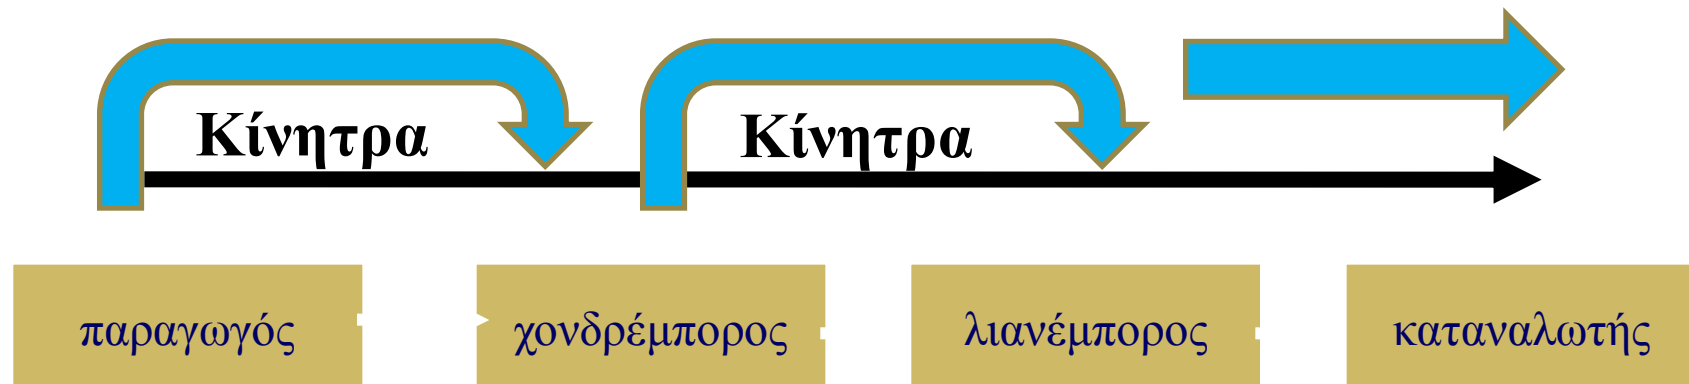 Κίνητρα Κίνητρα
παραγωγός χονδρέμπορος λιανέμπορος καταναλωτής